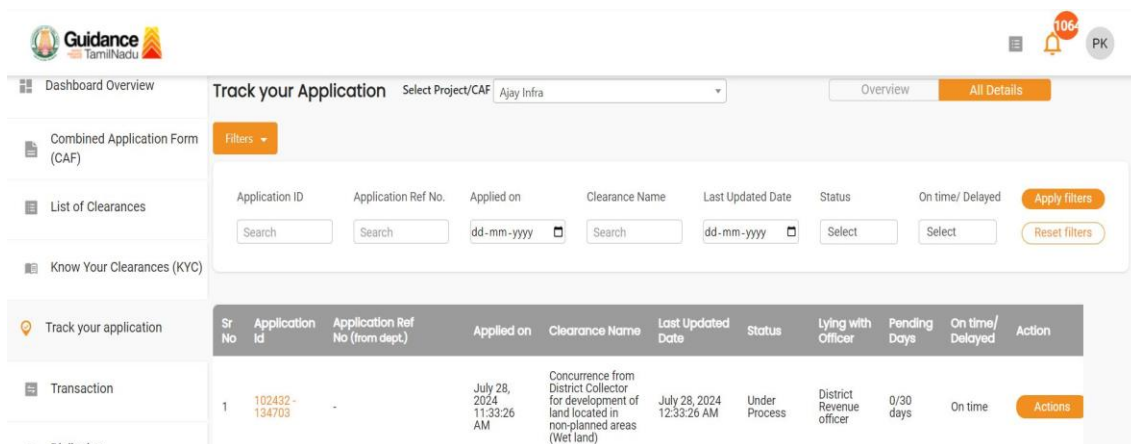 Guidance
TamilNadu
PK
Dashboard Overview
Track your Application
Select Project/CAF
Ajay Infra
Overview
All Details
Combined Application Form
(CAF)
Filters
List of Clearances
Application ID
Application Ref No.
Applied on
Clearance Name
Last Updated Date
Status
On time/ Delayed
Apply filters
Search
Search
dd-mm-yyyy
Search
dd-mm-yyyy
Select
Select
Reset filters
Know Your Clearances (KYC)
Track your application
Transaction
Sr
No
Application
Id
Application Ref
No (from dept.)
Applied on
Clearance Name
Last Updated
Date
Status
Lying with
Officer
Pending
Days
On time/
Delayed
Action
1
102432 -
134703
-
July 28,
2024
11:33:26
AM
Concurrence from
District Collector
for development of
land located in
non-planned areas
(Wet land)
July 28, 2024
12:33:26 AM
Under
Process
District
Revenue
officer
0/30
days
On time
Actions